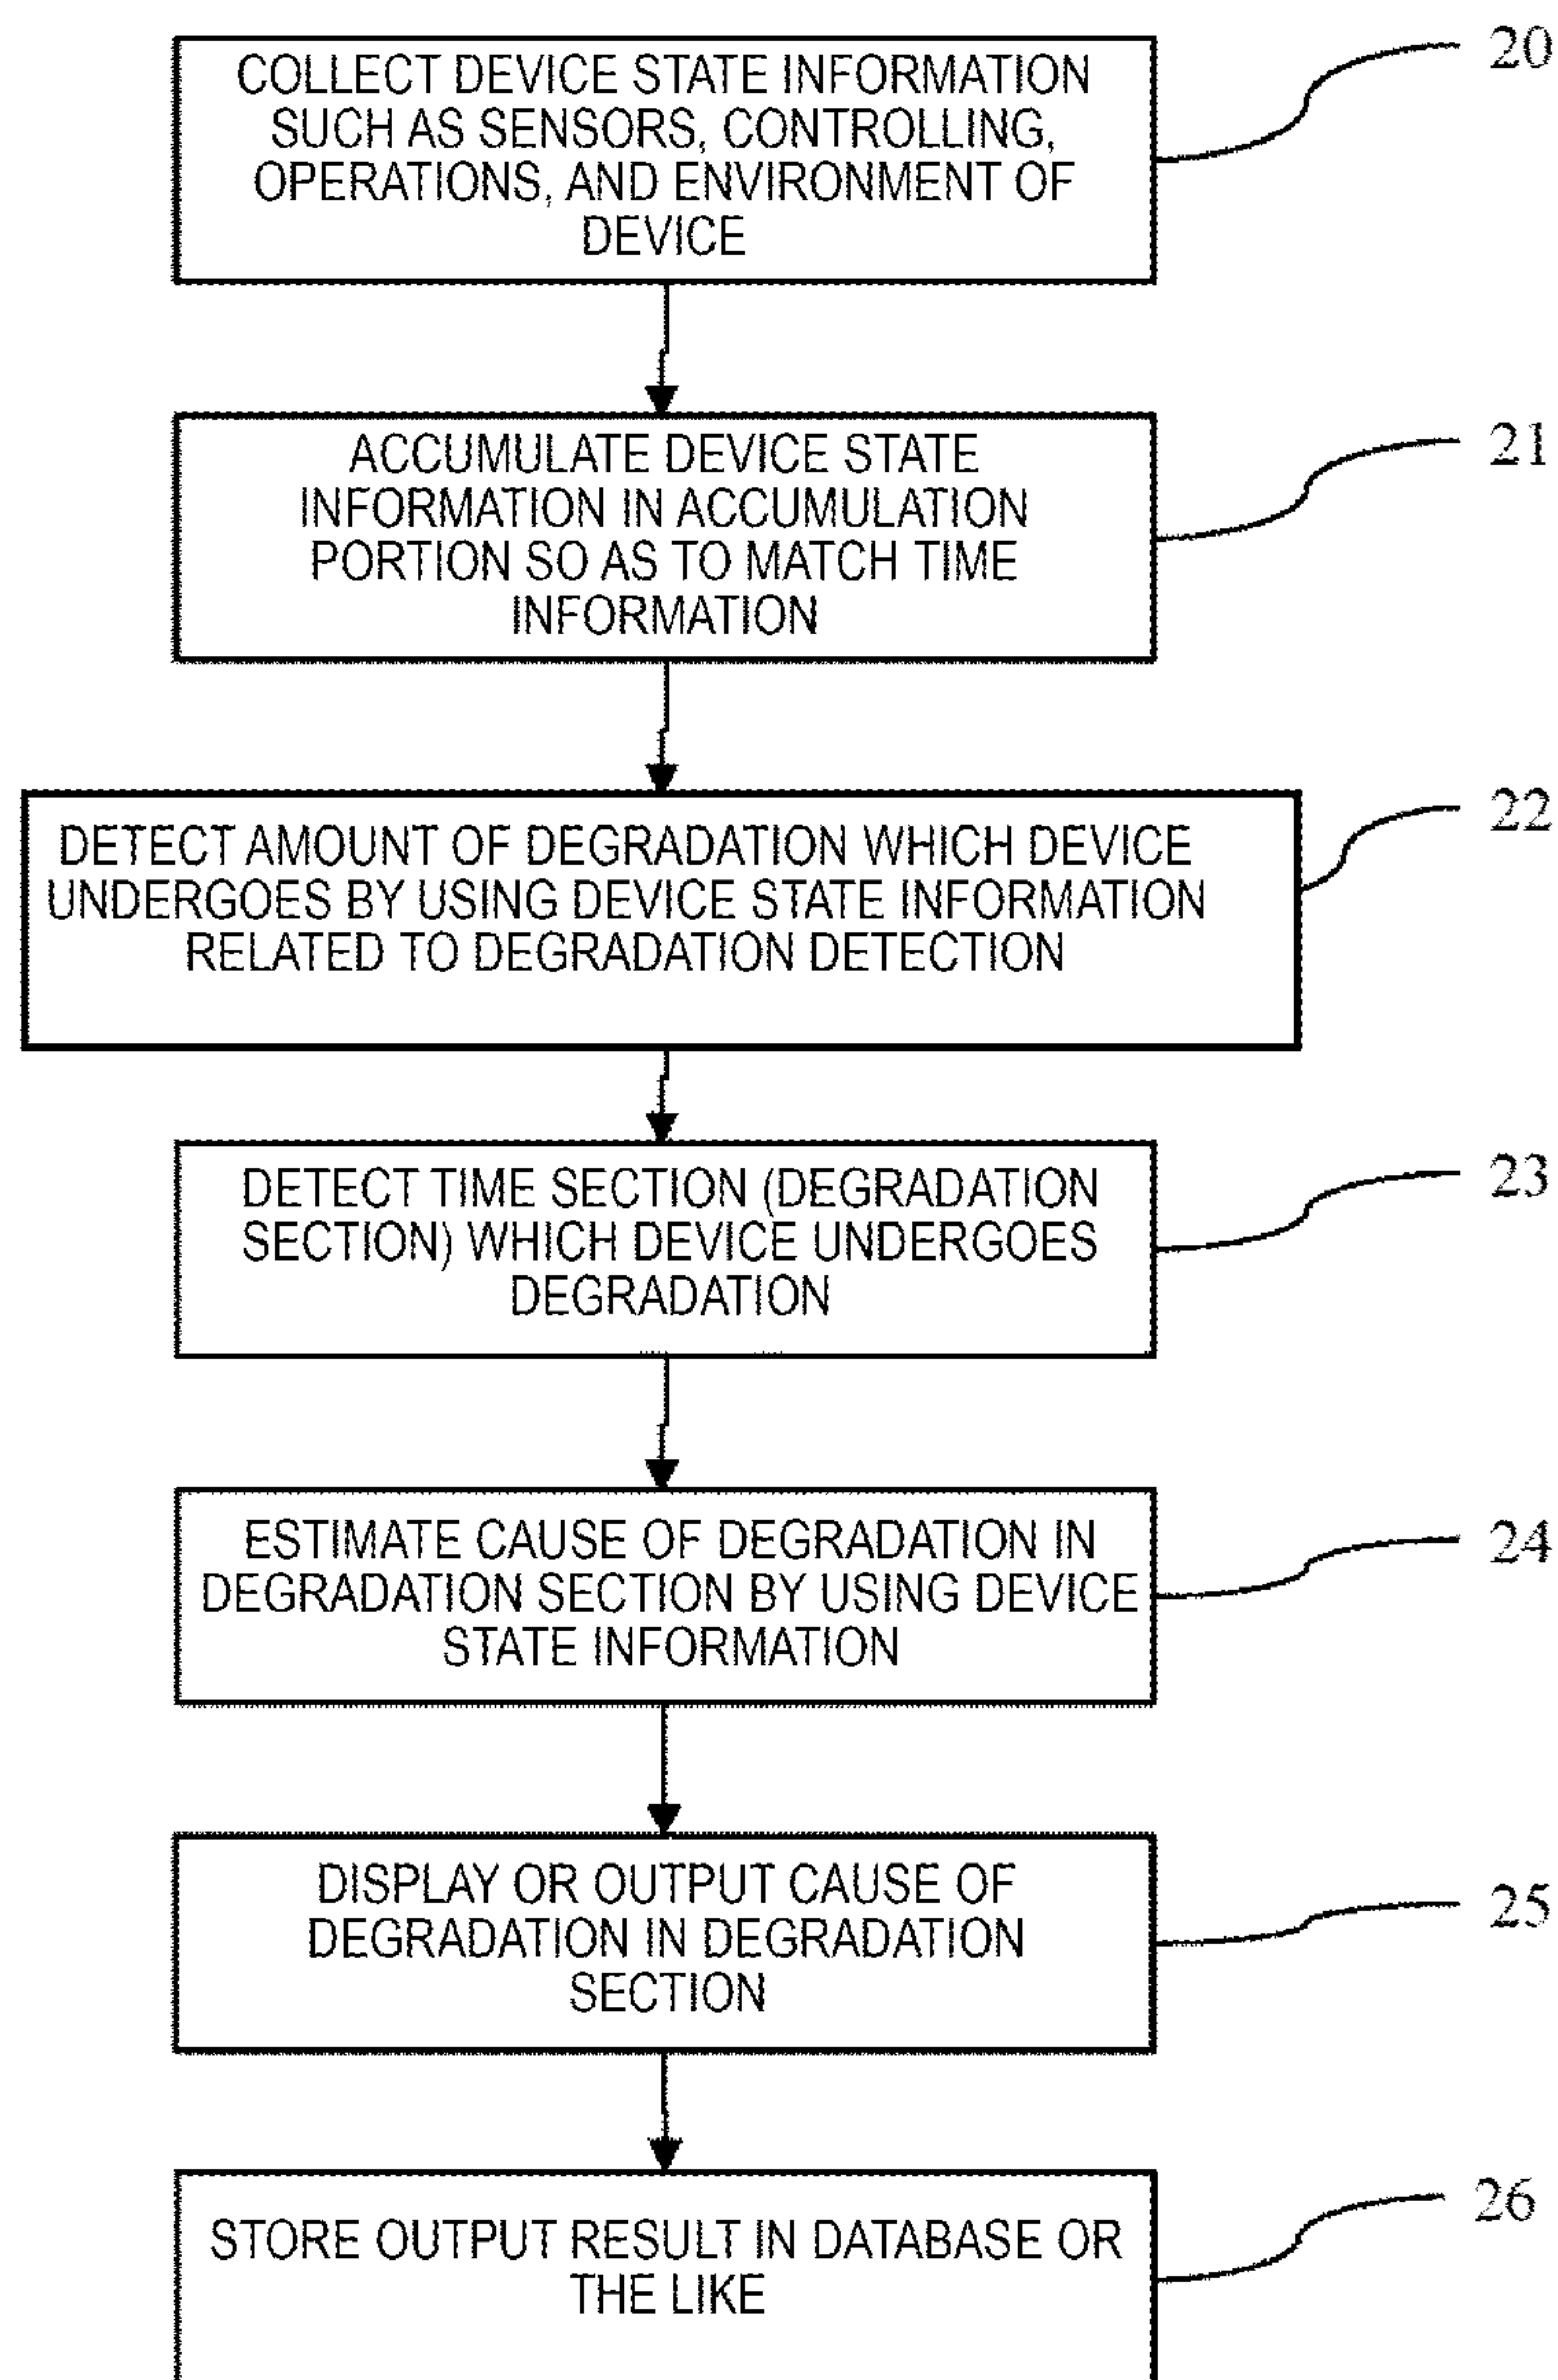 COLLECT DEVICE STATE INFORMATION
SUCH AS SENSORS, CONTROLLING,
OPERATIONS, AND ENVIRONMENT OF
DEVICE
20
ACCUMULATE DEVICE STATE
INFORMATION IN ACCUMULATION
PORTION SO AS TO MATCH TIME
INFORMATION
21
DETECT AMOUNT OF DEGRADATION WHICH DEVICE
UNDERGOES BY USING DEVICE STATE INFORMATION
RELATED TO DEGRADATION DETECTION
22
DETECT TIME SECTION (DEGRADATION
SECTION) WHICH DEVICE UNDERGOES
DEGRADATION
23
ESTIMATE CAUSE OF DEGRADATION IN
DEGRADATION SECTION BY USING DEVICE
STATE INFORMATION
24
DISPLAY OR OUTPUT CAUSE OF
DEGRADATION IN DEGRADATION
SECTION
25
STORE OUTPUT RESULT IN DATABASE OR
THE LIKE
26